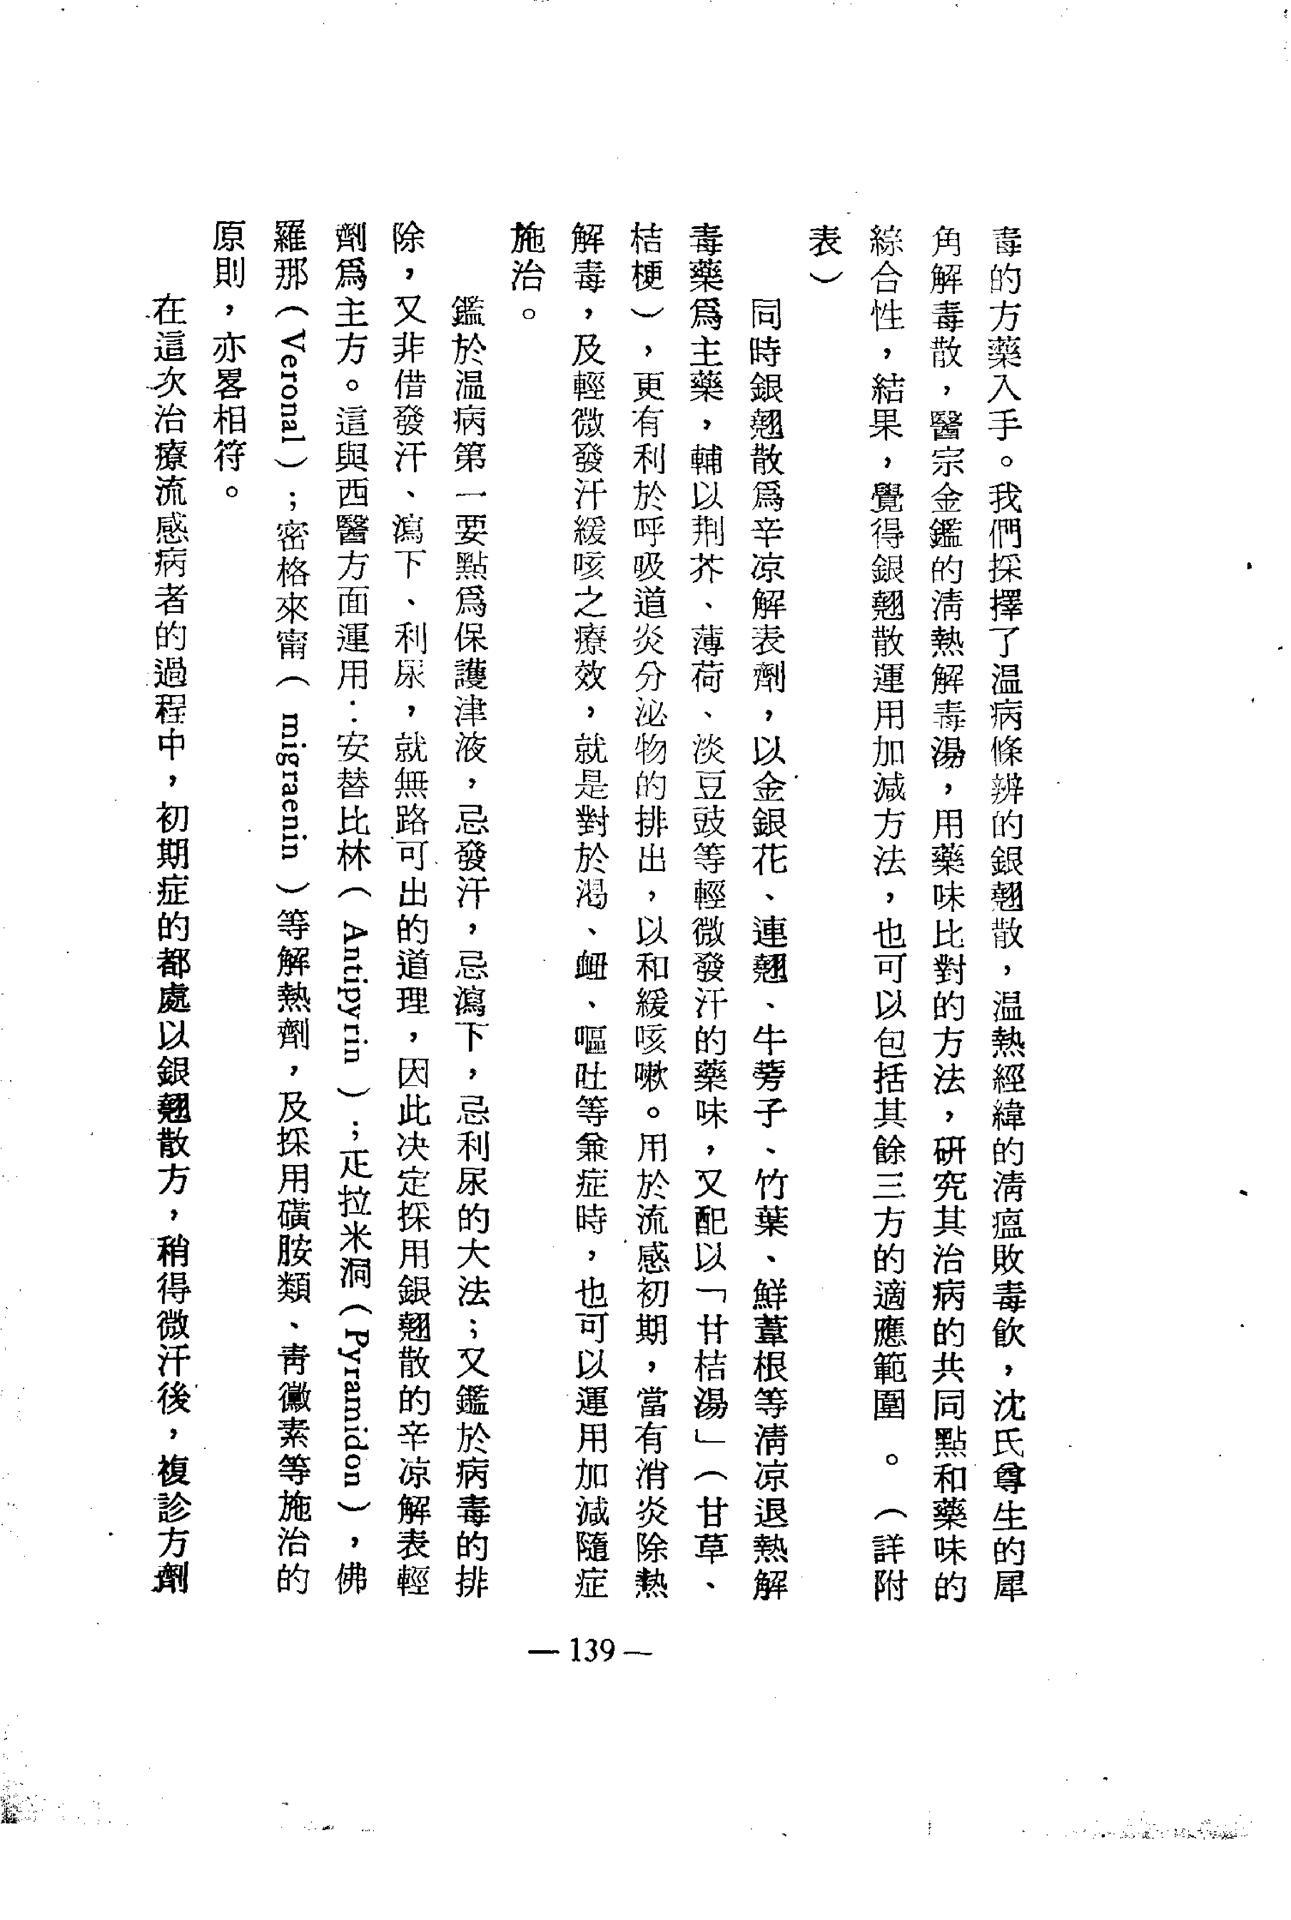 毒的方藥入手。我們採擇了温病條辨的銀翹散，温熱經緯的淸瘟敗毒飮，沈氏尊生的犀
角解毒散，醫宗金鑑的淸熱解毒湯，用藥味比對的方法，硏究其治病的共同點和藥味的
綜合性，結果，覺得銀翹散運用加減方法，也可以包括其餘三方的適應範圍 。（詳附
表）
同時銀翹散爲辛凉解表劑，以金銀花、連翹、牛蒡子、竹葉、鮮葦根等淸凉退熱解
毒藥爲主藥，輔以荆芥、薄荷、淡豆豉等輕微發汗的藥味，又配以「甘桔湯」（甘草、
桔梗），更有利於呼吸道炎分泌物的排出，以和緩咳嗽。用於流感初期，當有消炎除熱
解毒，及輕微發汗緩咳之療效，就是對於渴、衄、嘔吐等兼症時，也可以運用加減隨症
施治。
鑑於温病第一要點爲保護津液，忌發汗，忌瀉下，忌利尿的大法；又鑑於病毒的排
除，又非借發汗、瀉下、利尿，就無路可出的道理，因此决定採用銀翹散的辛凉解表輕
劑爲主方。這與西醫方面運用：安替比林（Antipyrin）；疋拉米洞（Pyramidon），佛
羅那（Veronal）；密格來甯（migraenin）等解熱劑，及採用磺胺類、靑黴素等施治的
原則，亦畧相符。
在這次治療流感病者的過程中，初期症的都處以銀翹散方，稍得微汗後，複診方劑
— 139 —